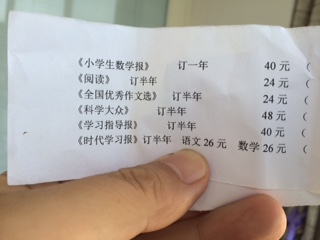 《小学生数学报》 订一年 40 元 (
《阅读》 订半年 24 元 (
《全国优秀作文选》 订半年 24 元 (
《科学大众》 订半年 48 元 (
《学习指导报》 订半年 40 元 (
《时代学习报》订半年 语文 26 元 数学 26 元 (